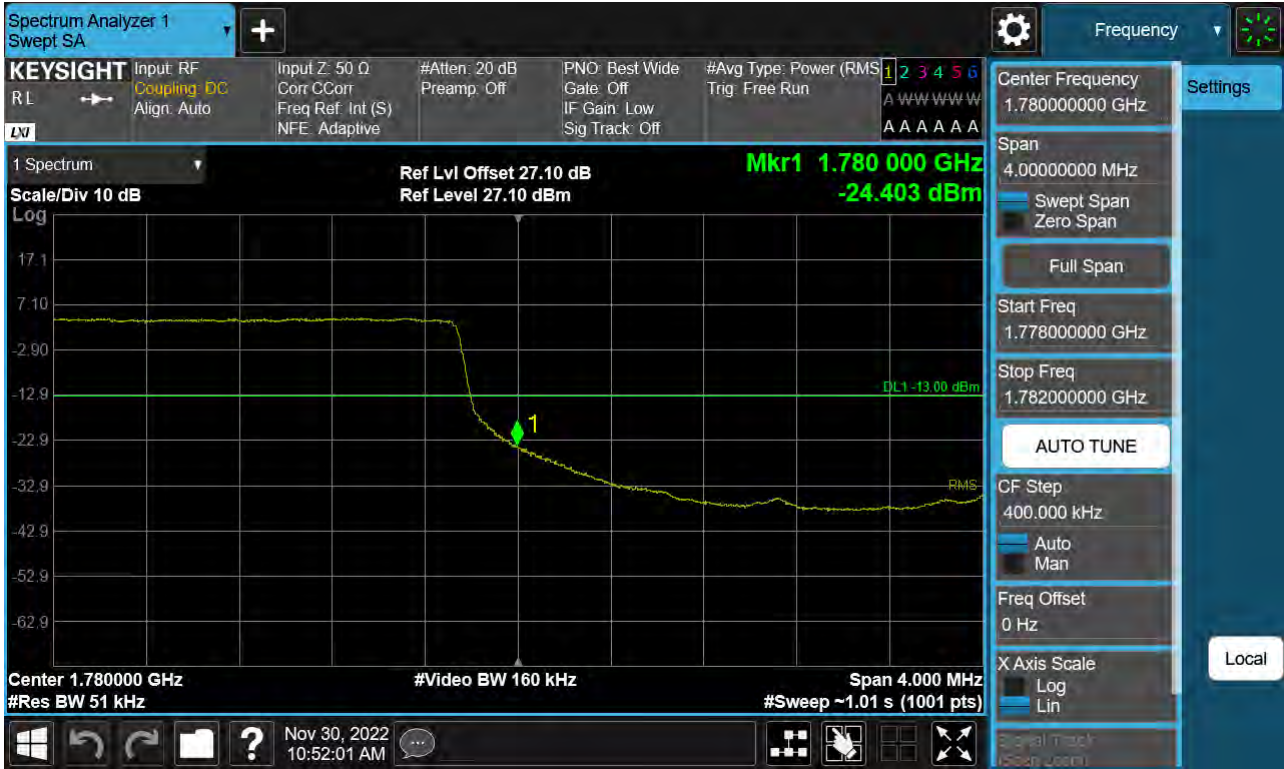 Spectrum Analyzer 1
Swept SA
Frequency
KEYSIGHT
R L
LXI
Input: RF
Coupling: DC
Align: Auto
Input Z: 50 Ω
Corr CCorr
Freq Ref: Int (S)
NFE: Adaptive
#Atten: 20 dB
Preamp: Off
PNO: Best Wide
Gate: Off
IF Gain: Low
Sig Track: Off
#Avg Type: Power (RMS
Trig: Free Run
1 2 3 4 5 6
A W W W W W
A A A A A A
1 Spectrum
Scale/Div 10 dB
Log
Ref Lvl Offset 27.10 dB
Ref Level 27.10 dBm
Mkr1 1.780 000 GHz
-24.403 dBm
17.1
7.10
-2.90
-12.9
-22.9
-32.9
-42.9
-52.9
-62.9
DL1 -13.00 dBm
1
RMS
Center 1.780000 GHz
#Res BW 51 kHz
#Video BW 160 kHz
Span 4.000 MHz
#Sweep ~1.01 s (1001 pts)
Center Frequency
1.780000000 GHz
Settings
Span
4.00000000 MHz
Swept Span
Zero Span
Full Span
Start Freq
1.778000000 GHz
Stop Freq
1.782000000 GHz
AUTO TUNE
CF Step
400.000 kHz
Auto
Man
Freq Offset
0 Hz
X Axis Scale
Log
Lin
Local
Signal Track
(Span Zoom)
?
Nov 30, 2022
10:52:01 AM